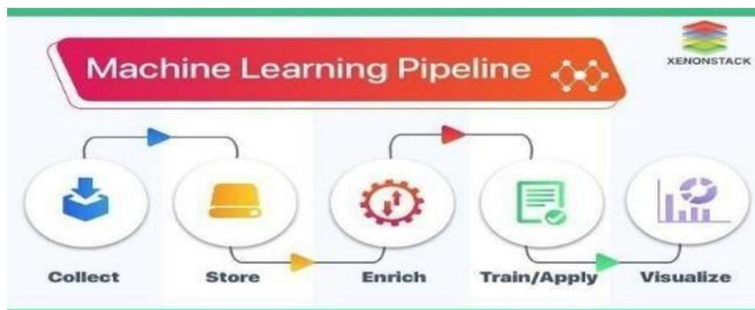 Machine Learning Pipeline
XENONSTACK
Collect
Store
Enrich
Train/Apply
Visualize